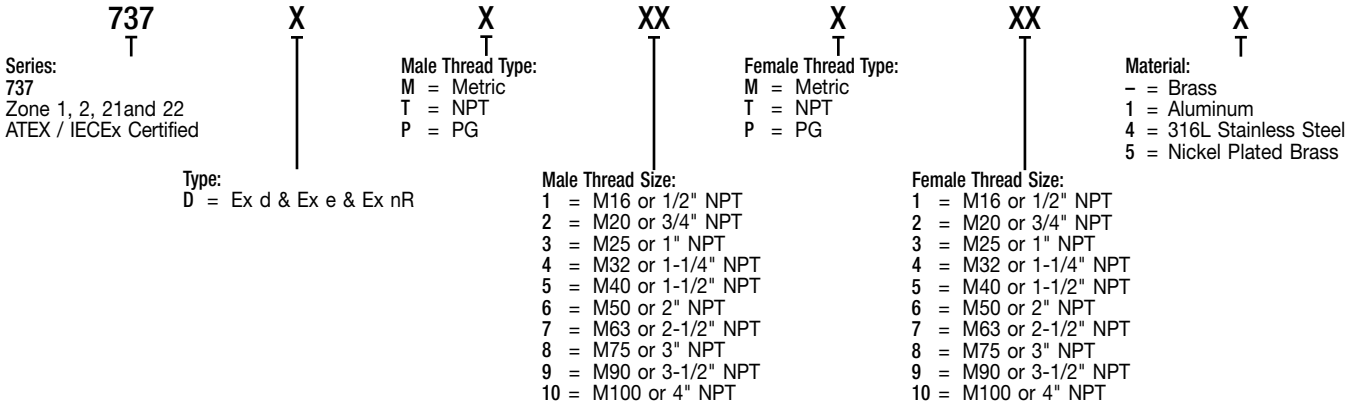 737 X X XX X XX X
Series:
737
Zone 1, 2, 21and 22
ATEX / IECEx Certified
Type:
D = Ex d & Ex e & Ex nR
Male Thread Type:
M = Metric
T = NPT
P = PG
Male Thread Size:
1 = M16 or 1/2" NPT
2 = M20 or 3/4" NPT
3 = M25 or 1" NPT
4 = M32 or 1-1/4" NPT
5 = M40 or 1-1/2" NPT
6 = M50 or 2" NPT
7 = M63 or 2-1/2" NPT
8 = M75 or 3" NPT
9 = M90 or 3-1/2" NPT
10 = M100 or 4" NPT
Female Thread Type:
M = Metric
T = NPT
P = PG
Female Thread Size:
1 = M16 or 1/2" NPT
2 = M20 or 3/4" NPT
3 = M25 or 1" NPT
4 = M32 or 1-1/4" NPT
5 = M40 or 1-1/2" NPT
6 = M50 or 2" NPT
7 = M63 or 2-1/2" NPT
8 = M75 or 3" NPT
9 = M90 or 3-1/2" NPT
10 = M100 or 4" NPT
Material:
– = Brass
1 = Aluminum
4 = 316L Stainless Steel
5 = Nickel Plated Brass